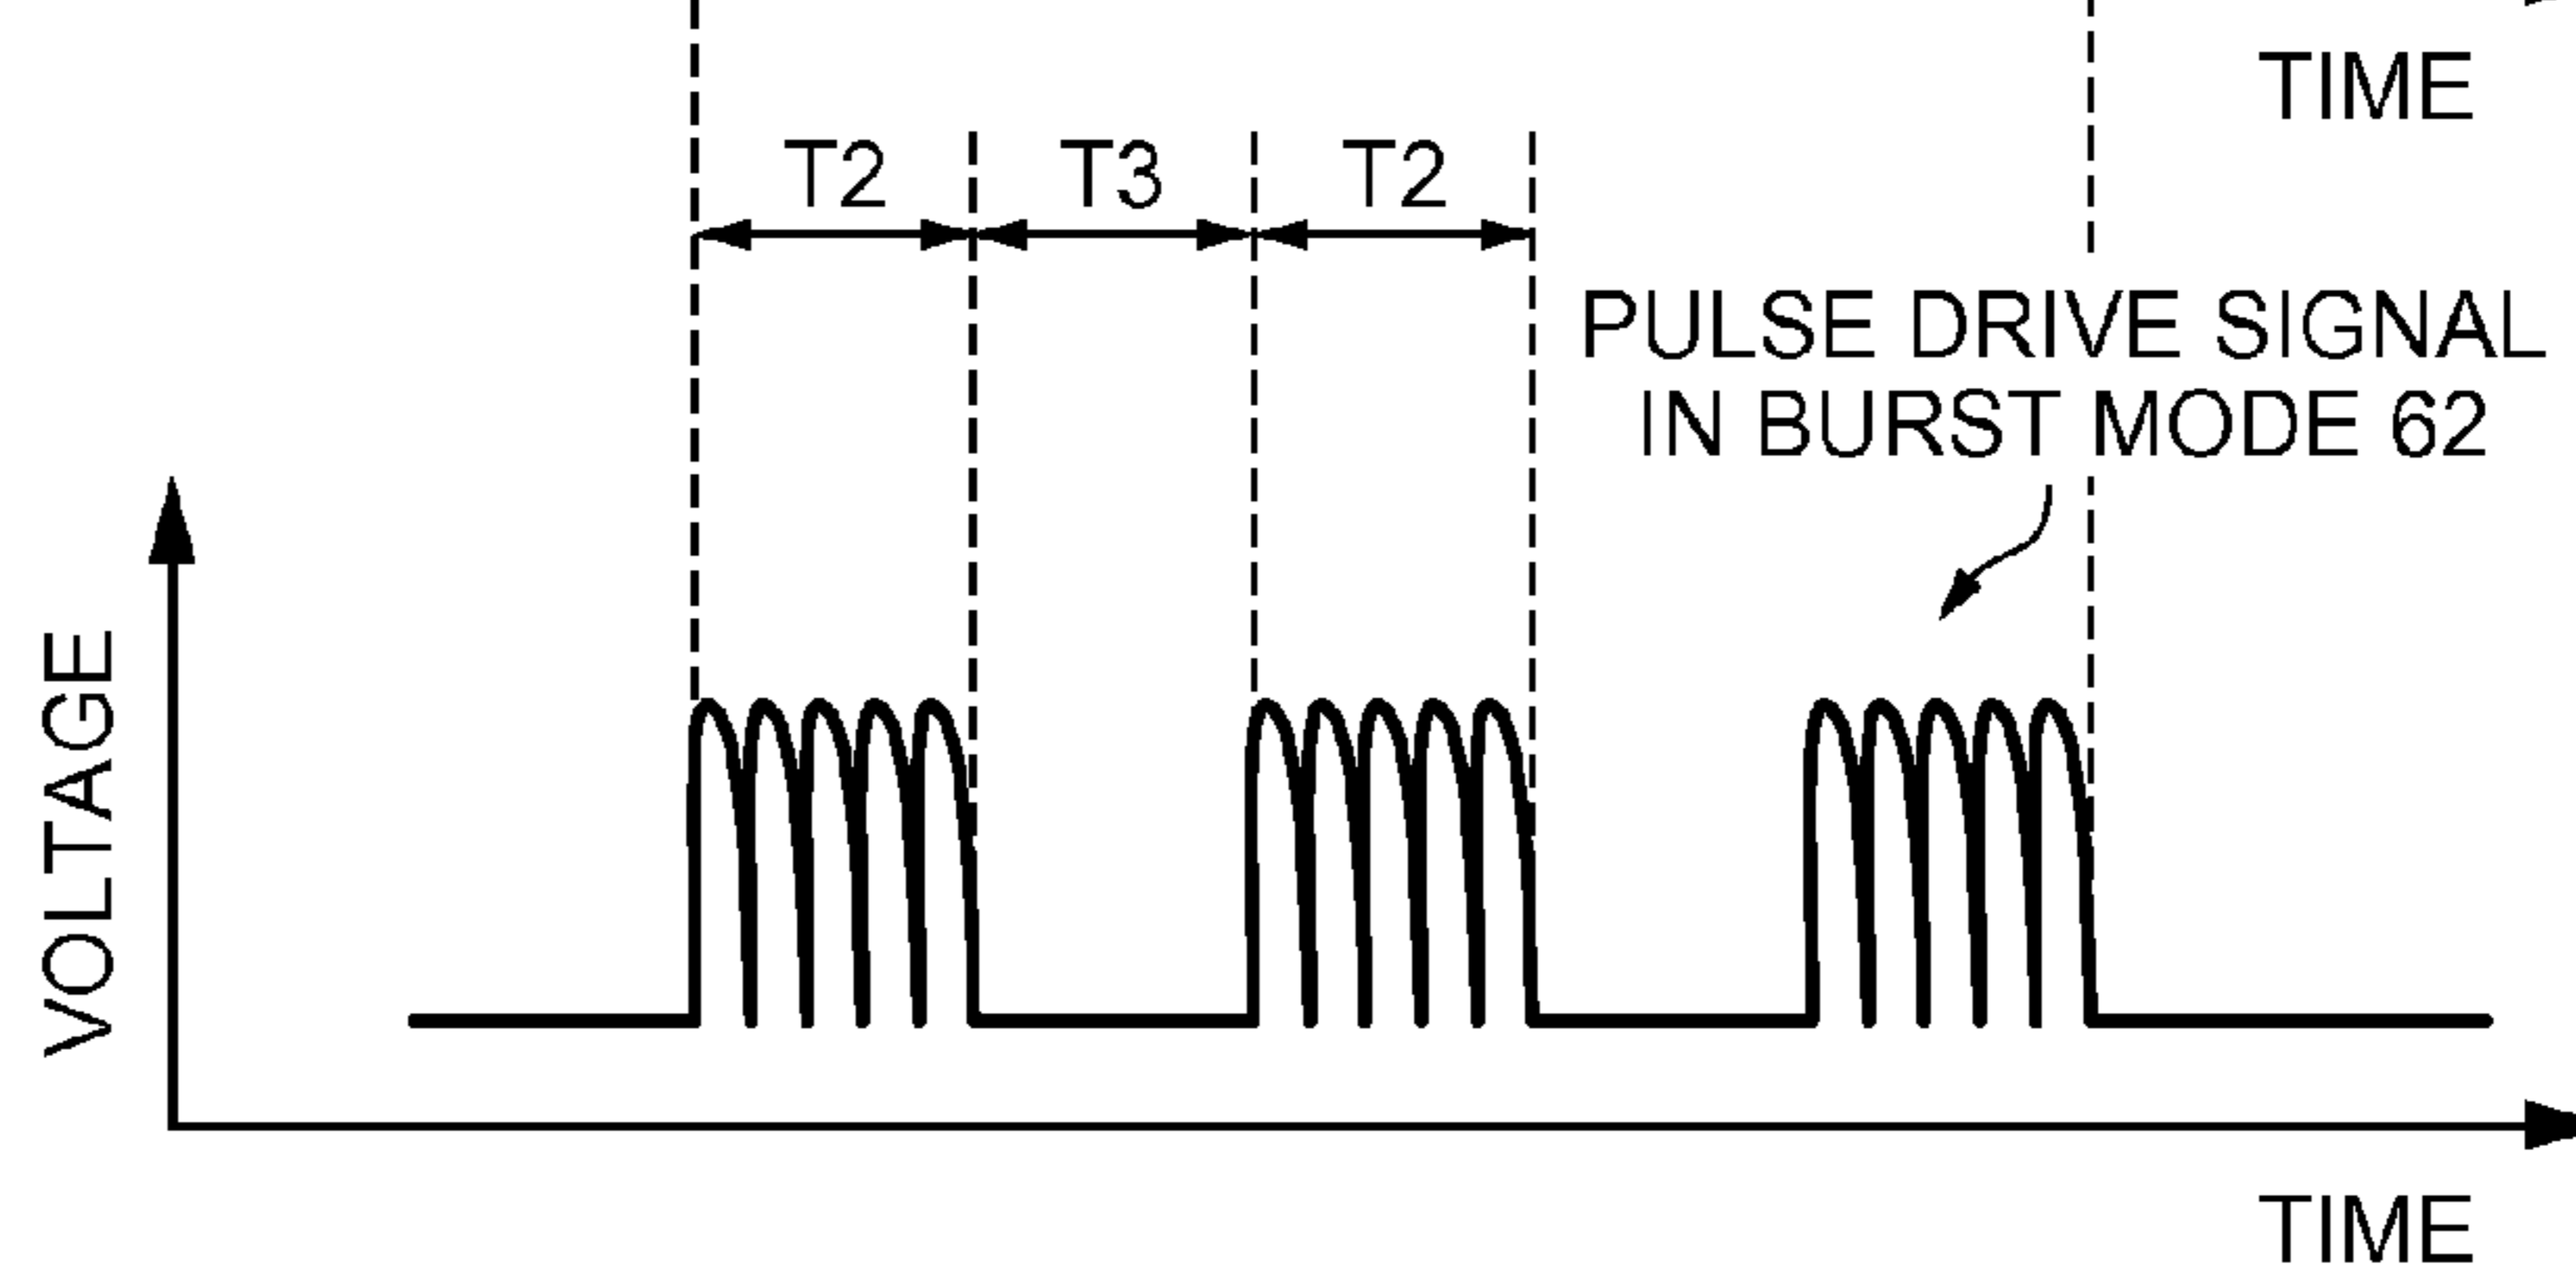 TIME
T2 T3 T2
PULSE DRIVE SIGNAL
IN BURST MODE 62
VOLTAGE
TIME